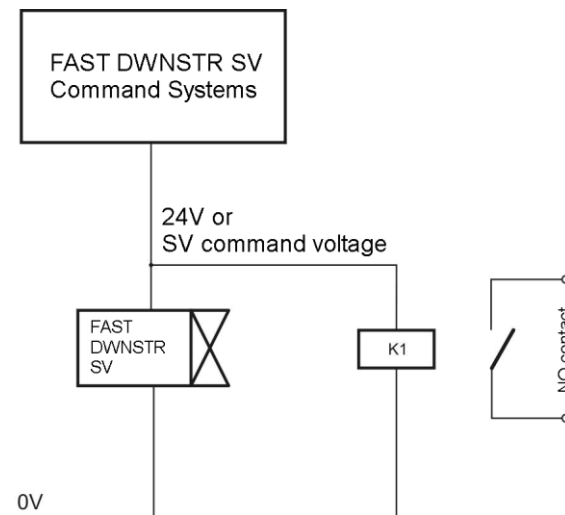 FAST DWNSTR SV
Command Systems
24V or
SV command voltage
FAST
DWNSTR
SV
K1
NO contact
0V